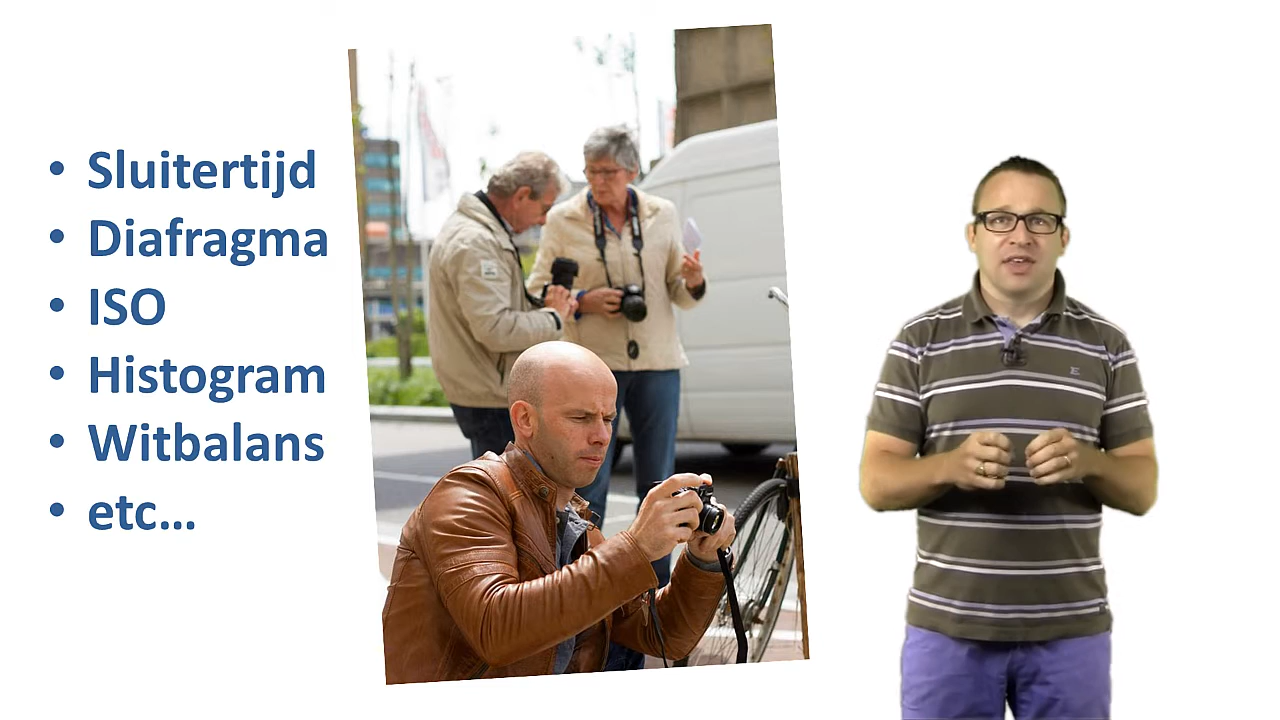 • Sluitertijd
• Diafragma
• ISO
• Histogram
• Witbalans
• etc...